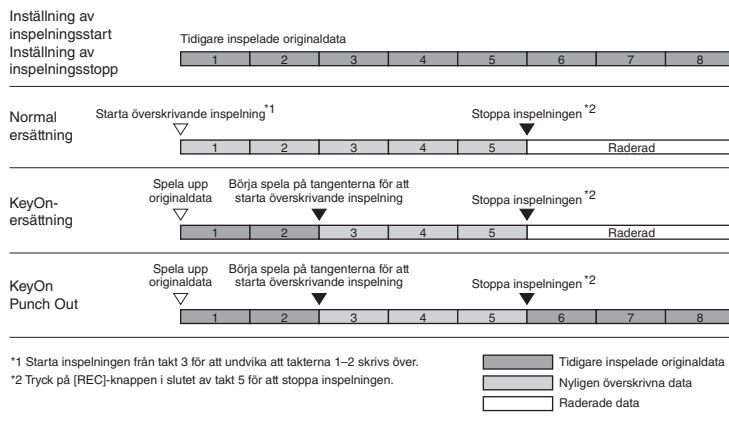 Inställning av
inspelningsstart
Inställning av
inspelningsstopp
Tidigare inspelade originaldata
1 2 3 4 5 6 7 8
Normal
ersättning
Starta överskrivande inspelning*1
Stoppa inspelningen *2
1 2 3 4 5 Raderad
KeyOn-
ersättning
Spela upp
originaldata
Börja spela på tangenterna för att
starta överskrivande inspelning
Stoppa inspelningen *2
1 2 3 4 5 Raderad
KeyOn
Punch Out
Spela upp
originaldata
Börja spela på tangenterna för att
starta överskrivande inspelning
Stoppa inspelningen *2
1 2 3 4 5 6 7 8
*1 Starta inspelningen från takt 3 för att undvika att takterna 1–2 skrivs över.
*2 Tryck på [REC]-knappen i slutet av takt 5 för att stoppa inspelningen.
Tidigare inspelade originaldata
Nyligen överskrivna data
Raderade data